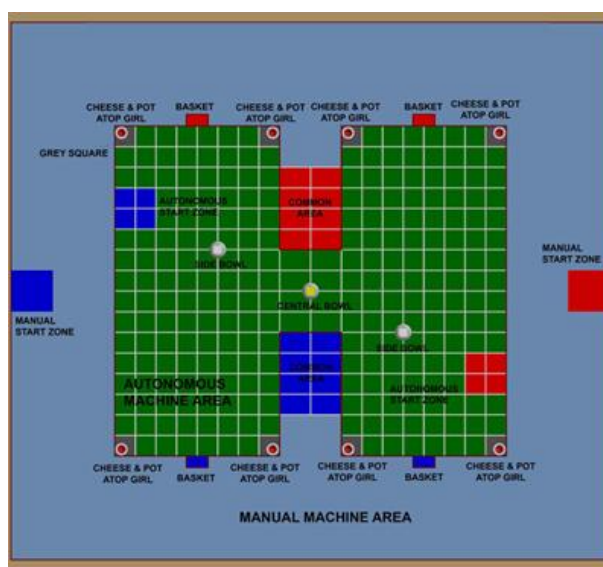 CHEESE & POT
ATOP GIRL
BASKET
CHEESE & POT
ATOP GIRL
CHEESE & POT
ATOP GIRL
BASKET
CHEESE & POT
ATOP GIRL
GREY SQUARE
AUTONOMOUS
START ZONE
COMMON
AREA
SIDE BOWL
MANUAL
START ZONE
CENTRAL BOWL
MANUAL
START ZONE
SIDE BOWL
COMMON
AREA
AUTONOMOUS
MACHINE AREA
AUTONOMOUS
START ZONE
CHEESE & POT
ATOP GIRL
BASKET
CHEESE & POT
ATOP GIRL
CHEESE & POT
ATOP GIRL
BASKET
CHEESE & POT
ATOP GIRL
MANUAL MACHINE AREA